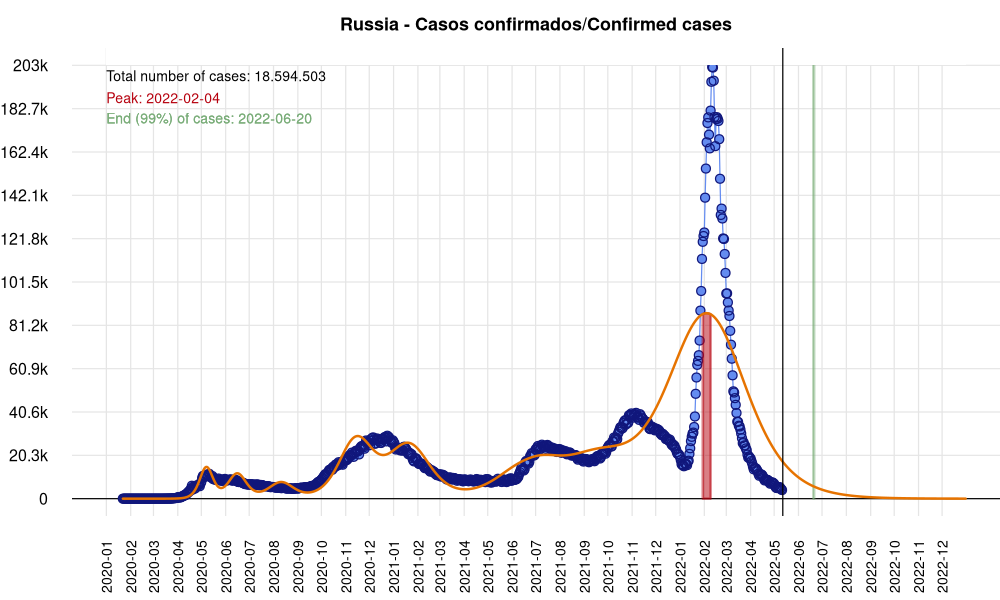 Russia - Casos confirmados/Confirmed cases
Total number of cases: 18.594.503
Peak: 2022-02-04
End (99%) of cases: 2022-06-20
203k
182.7k
162.4k
142.1k
121.8k
101.5k
81.2k
60.9k
40.6k
20.3k
0
2020-01
2020-02
2020-03
2020-04
2020-05
2020-06
2020-07
2020-08
2020-09
2020-10
2020-11
2020-12
2021-01
2021-02
2021-03
2021-04
2021-05
2021-06
2021-07
2021-08
2021-09
2021-10
2021-11
2021-12
2022-01
2022-02
2022-03
2022-04
2022-05
2022-06
2022-07
2022-08
2022-09
2022-10
2022-11
2022-12